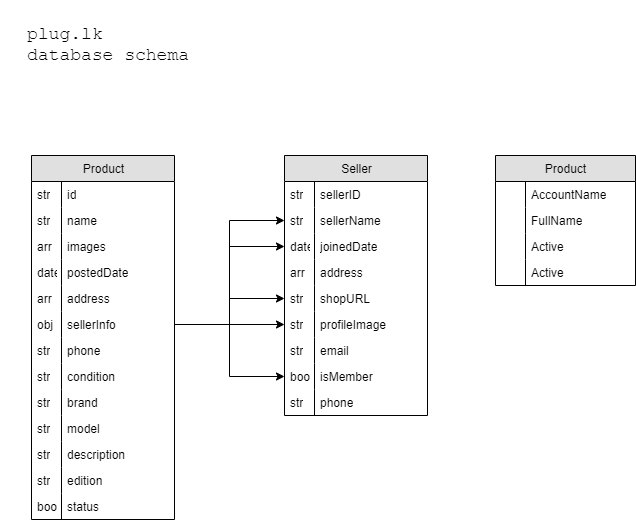 plug.lk
database schema
Product
str id
str name
arr images
date postedDate
arr address
obj sellerInfo
str phone
str condition
str brand
str model
str description
str edition
boo status
Seller
str sellerID
str sellerName
date joinedDate
arr address
str shopURL
str profileImage
str email
boo isMember
str phone
Product
AccountName
FullName
Active
Active